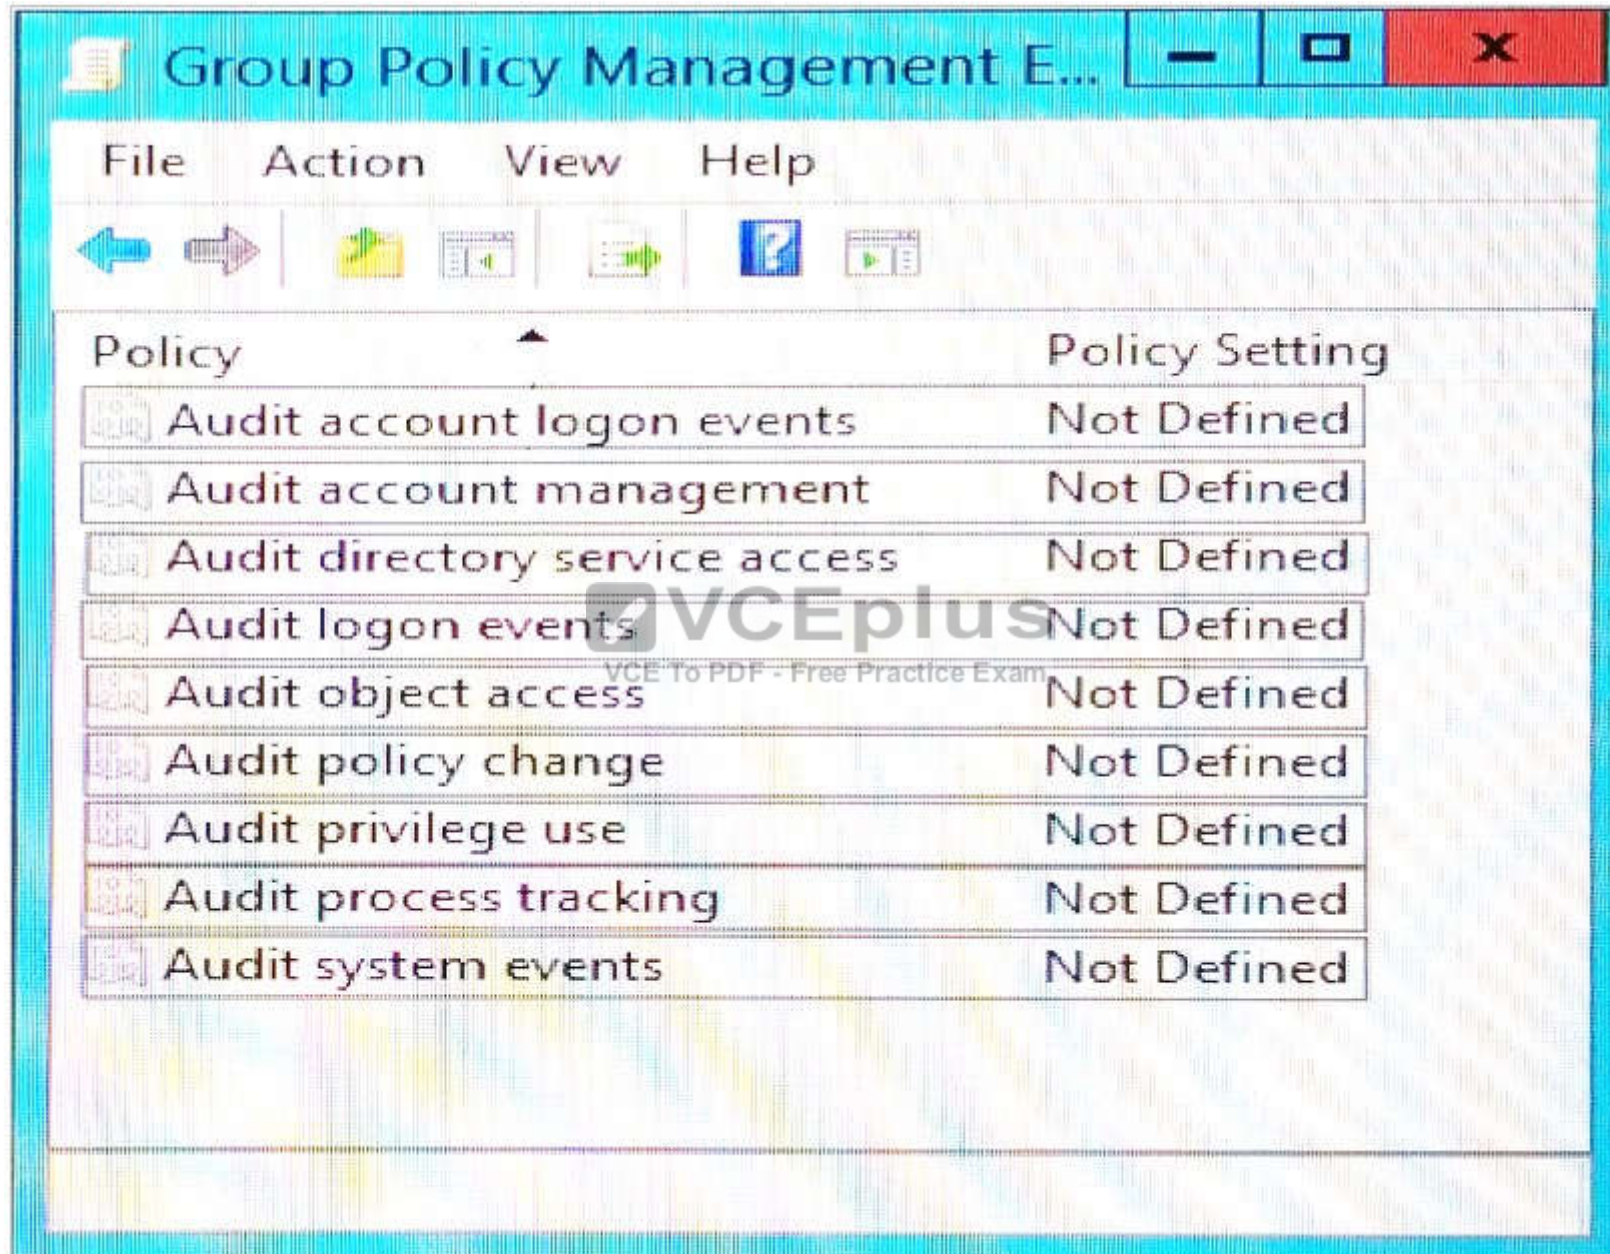 Group Policy Management E...
File Action View Help
Policy Policy Setting
Audit account logon events Not Defined
Audit account management Not Defined
Audit directory service access Not Defined
Audit logon events Not Defined
Audit object access Not Defined
Audit policy change Not Defined
Audit privilege use Not Defined
Audit process tracking Not Defined
Audit system events Not Defined
VCEplus
VCE To PDF - Free Practice Exam